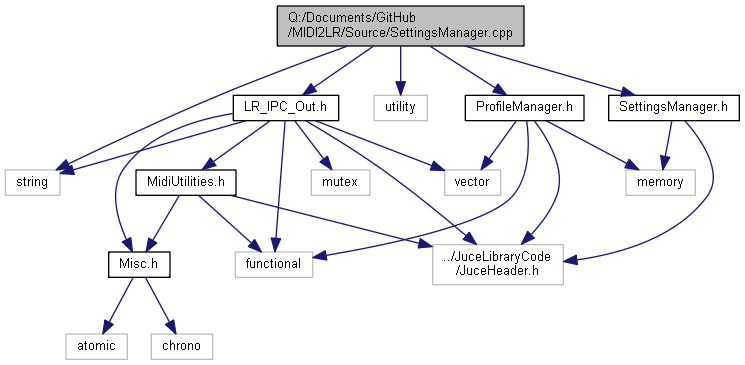 Q:/Documents/GitHub
/MIDI2LR/Source/SettingsManager.cpp
LR_IPC_Out.h
utility
ProfileManager.h
SettingsManager.h
string
MidiUtilities.h
mutex
vector
memory
Misc.h
functional
../JuceLibraryCode
/JuceHeader.h
atomic
chrono